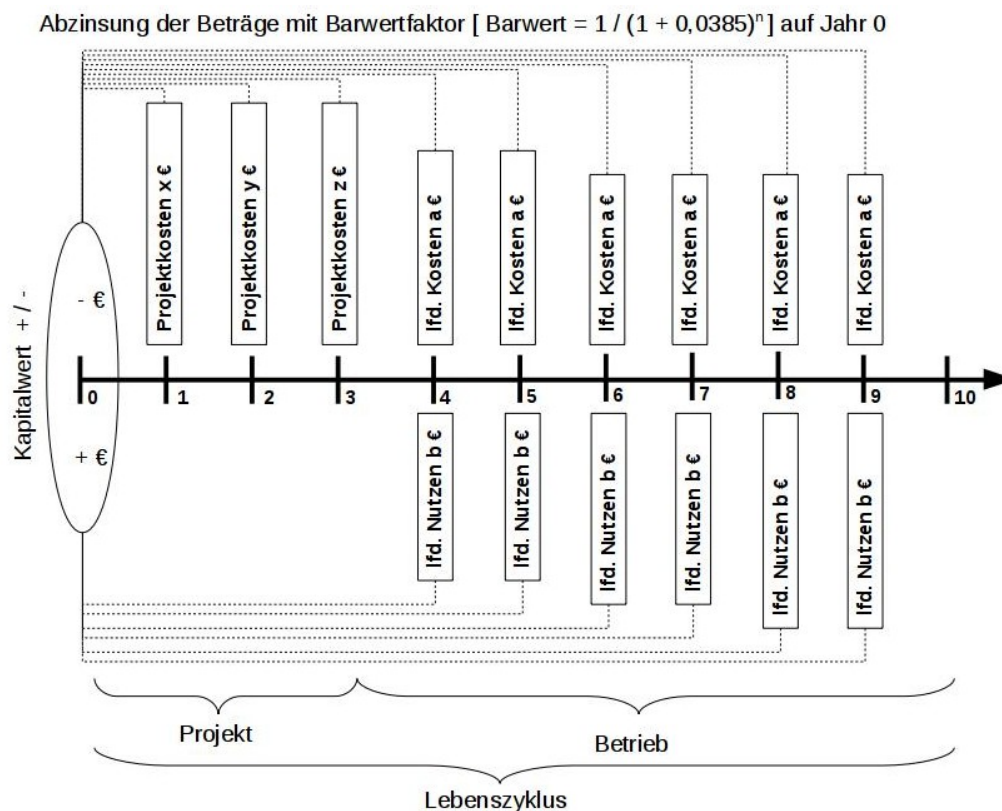 Abzinsung der Beträge mit Barwertfaktor [ Barwert = 1 / (1 + 0,0385)ⁿ ] auf Jahr 0
Kapitalwert + / -
- €
+ €
Projektkosten x €
Projektkosten y €
Projektkosten z €
lfd. Kosten a €
lfd. Kosten a €
lfd. Kosten a €
lfd. Kosten a €
lfd. Kosten a €
lfd. Kosten a €
0 1 2 3 4 5 6 7 8 9 10
lfd. Nutzen b €
lfd. Nutzen b €
lfd. Nutzen b €
lfd. Nutzen b €
lfd. Nutzen b €
lfd. Nutzen b €
Projekt
Betrieb
Lebenszyklus